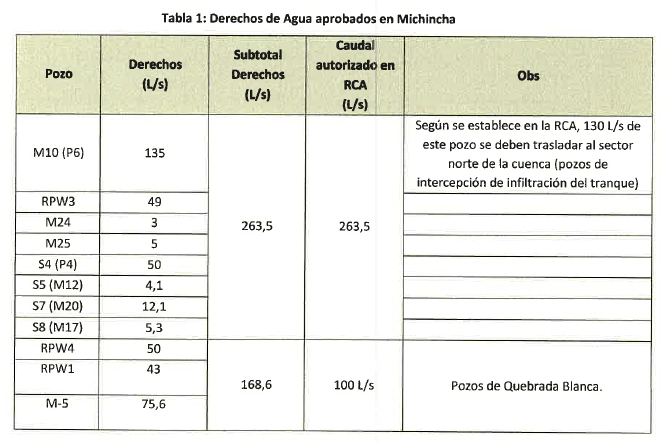 Tabla 1: Derechos de Agua aprobados en Michincha
Pozo
Derechos
(L/s)
Subtotal
Derechos
(L/s)
Caudal
autorizado en
RCA
(L/s)
Obs
M10 (P6)
135
263,5
263,5
Según se establece en la RCA, 130 L/s de
este pozo se deben trasladar al sector
norte de la cuenca (pozos de
intercepción de infiltración del tranque)
RPW3
49
M24
3
M25
5
S4 (P4)
50
S5 (M12)
4,1
S7 (M20)
12,1
S8 (M17)
5,3
RPW4
50
168,6
100 L/s
Pozos de Quebrada Blanca.
RPW1
43
M-5
75,6